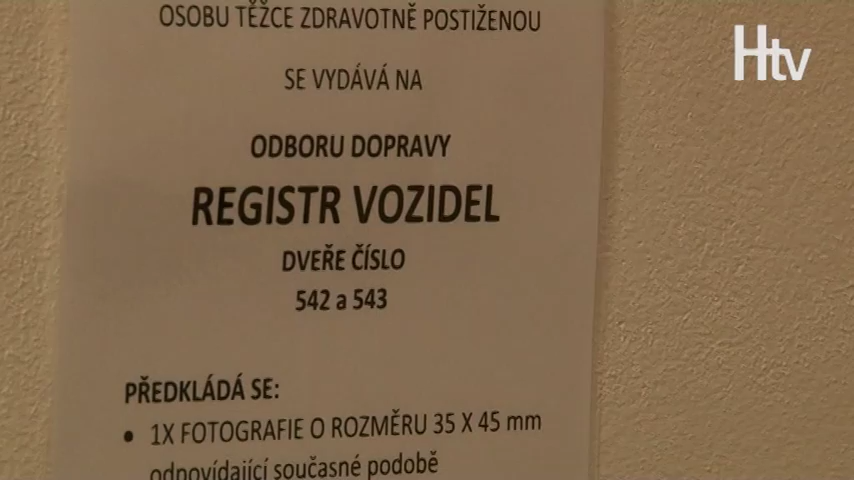 OSOBU TĚŽCE ZDRAVOTNĚ POSTIŽENOU
SE VYDÁVÁ NA
ODBORU DOPRAVY
REGISTR VOZIDEL
DVEŘE ČÍSLO
542 a 543
PŘEDKLÁDÁ SE:
• 1X FOTOGRAFIE O ROZMĚRU 35 X 45 mm
odpovídající současné podobě
Htv